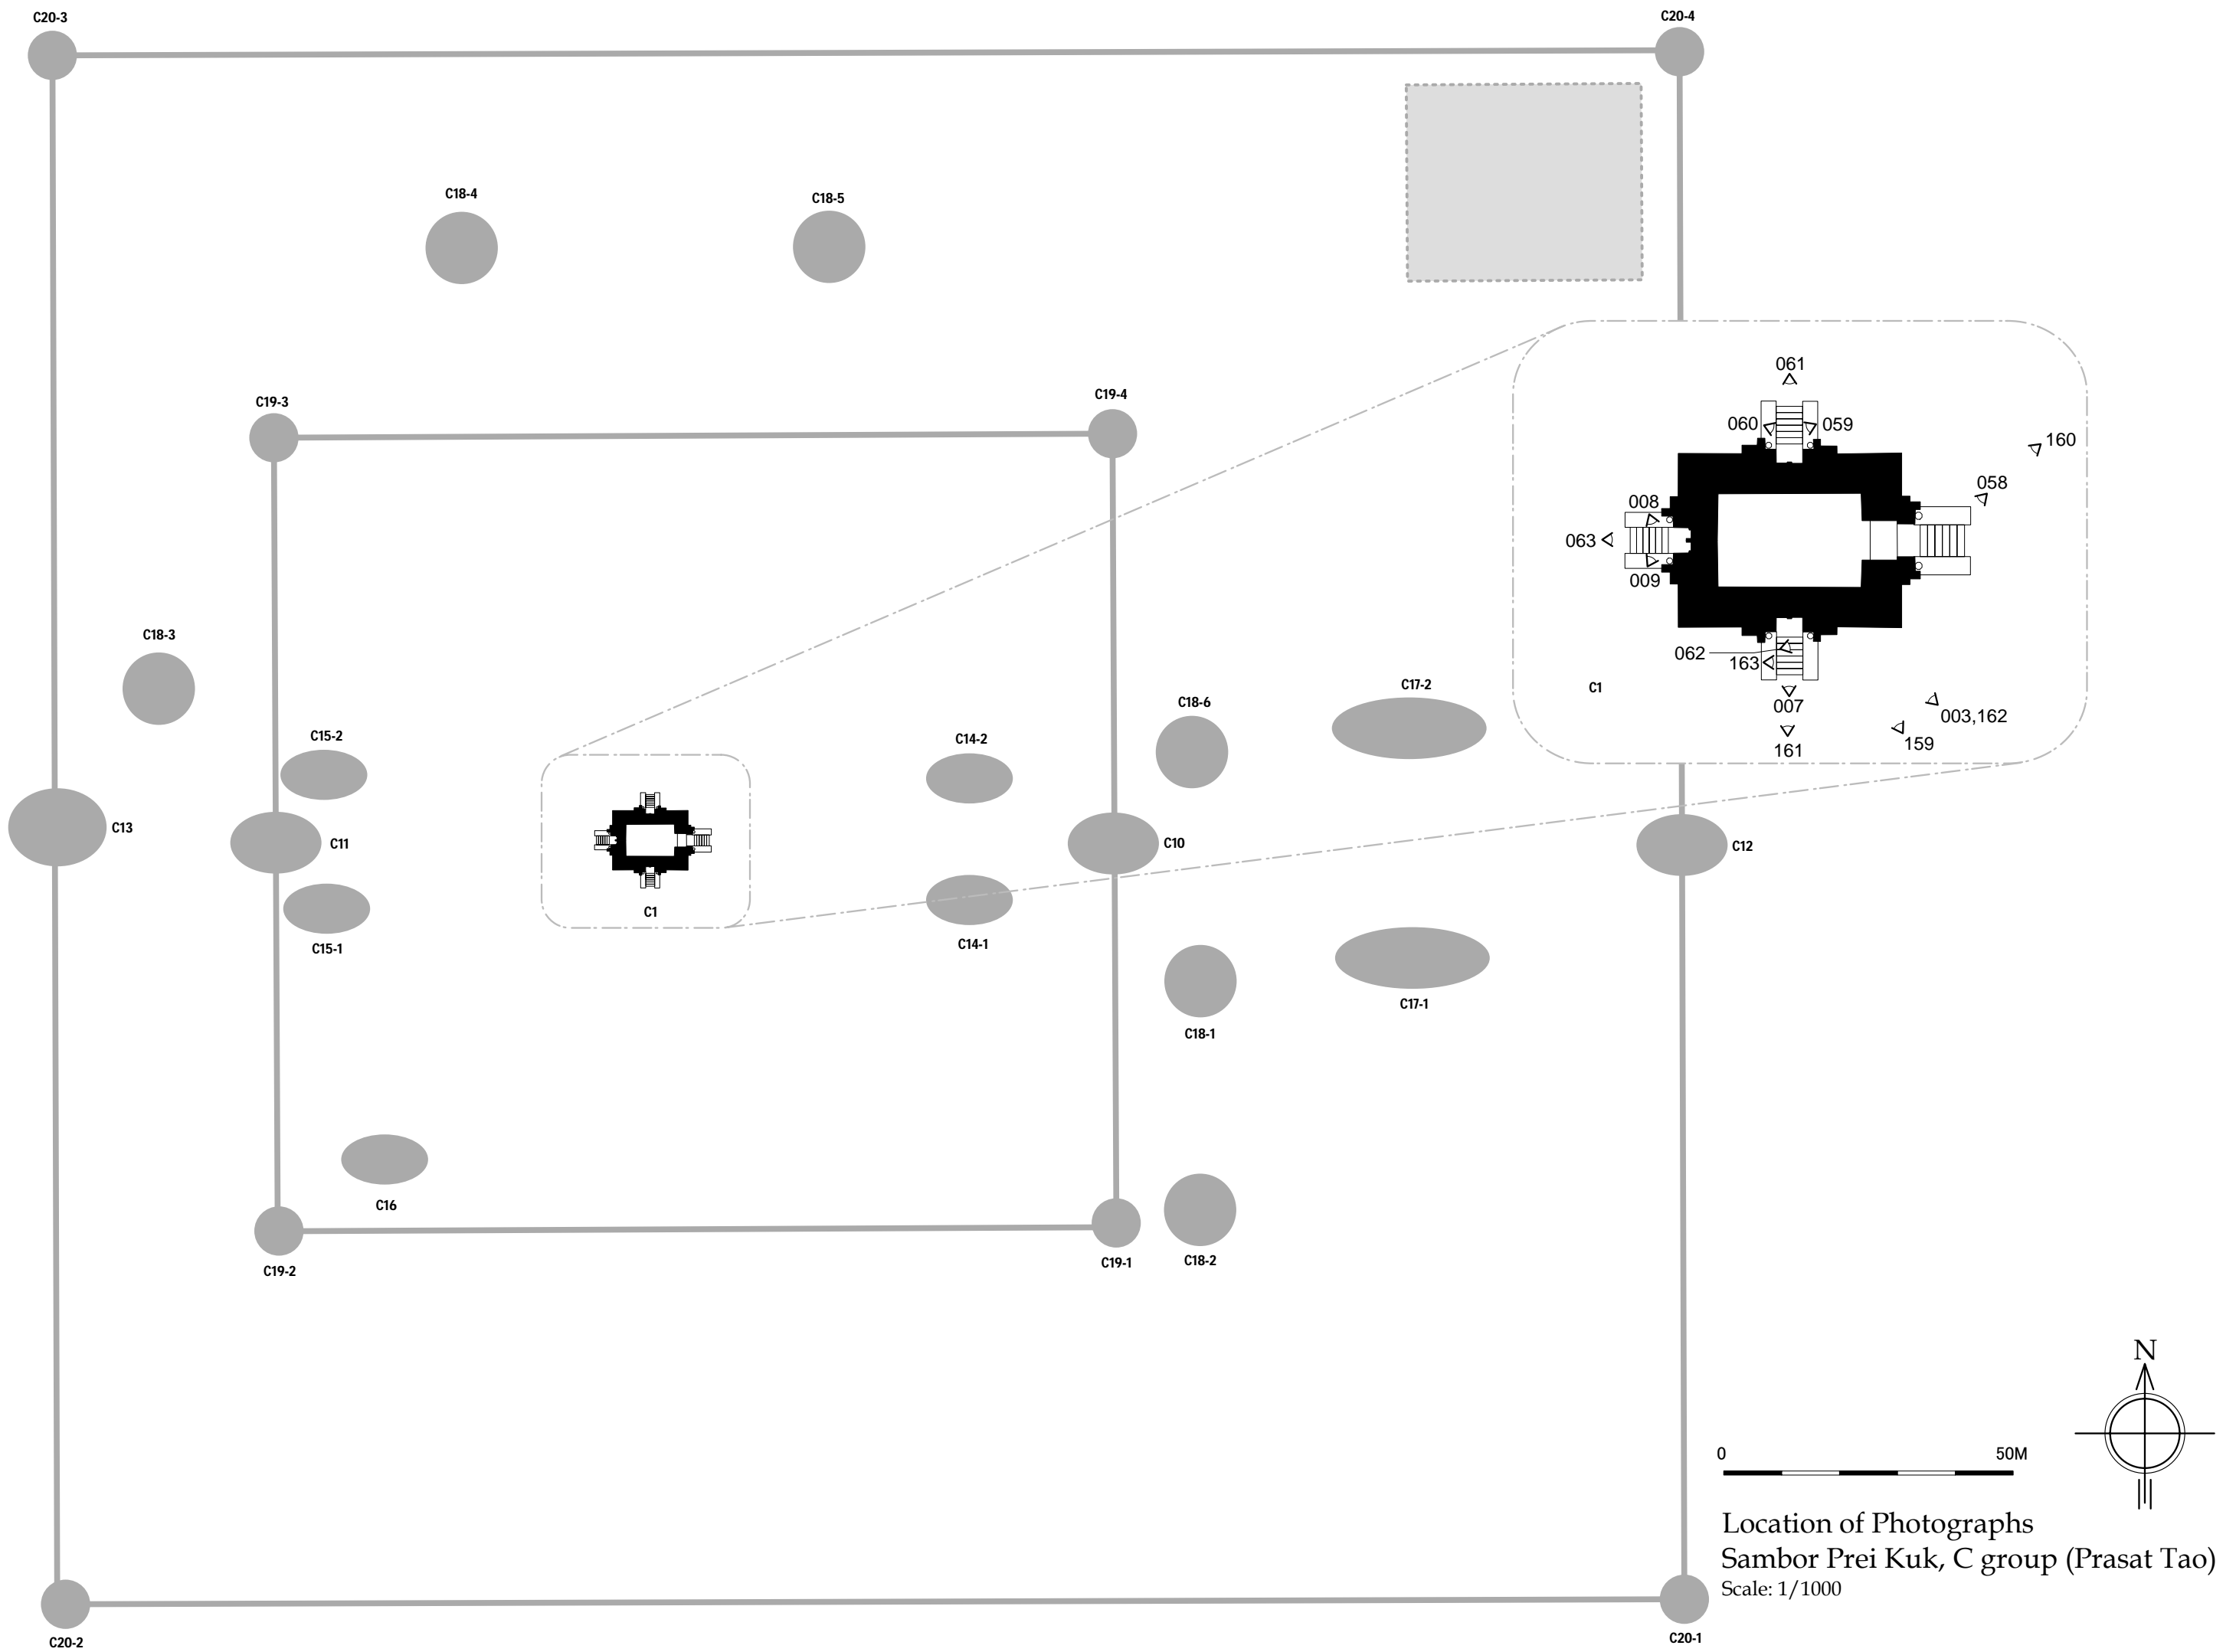 C20-3
C20-4
C18-4
C18-5
C19-3
C19-4
061
060
059
160
058
008
063
009
062
163
C1
007
003,162
159
161
C18-3
C17-2
C18-6
C15-2
C14-2
C13
C11
C10
C12
C1
C15-1
C14-1
C17-1
C18-1
C16
C19-2
C19-1
C18-2
N
0
50M
Location of Photographs
Sambor Prei Kuk, C group (Prasat Tao)
Scale: 1/1000
C20-2
C20-1